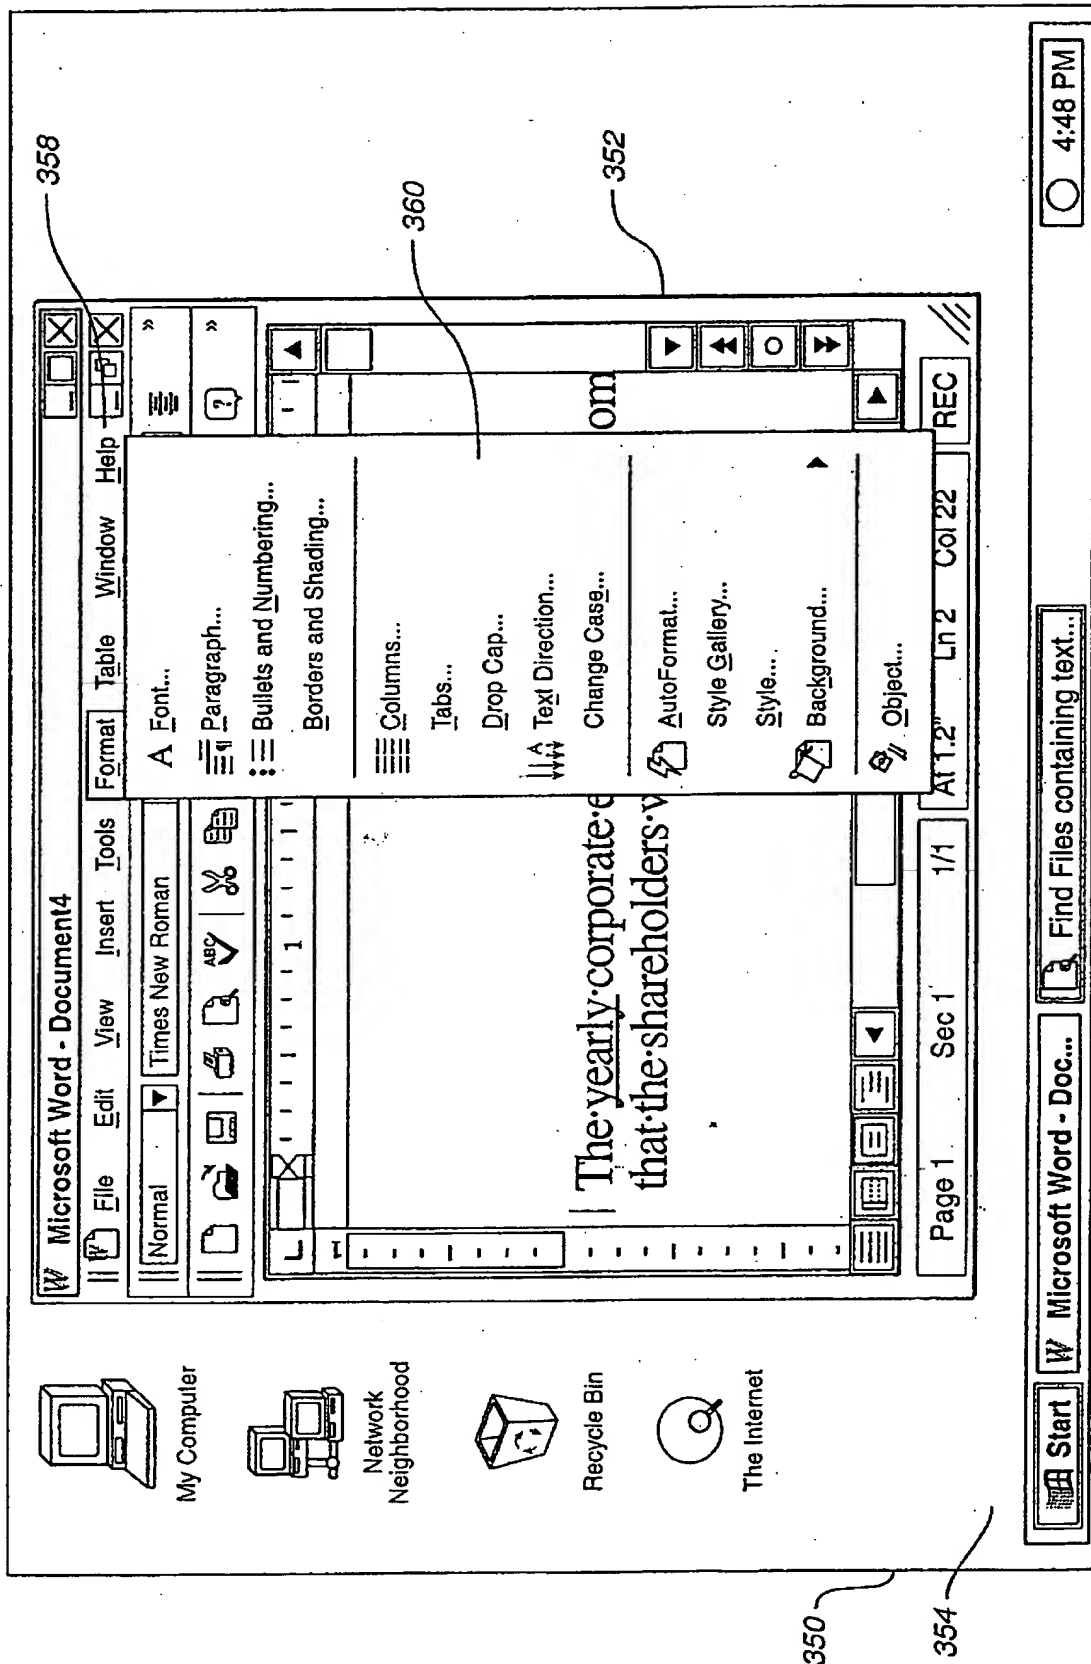 W Microsoft Word - Document4
File Edit View Insert Tools Format Table Window Help
358
Normal Times New Roman »
ABC »
1
A Font...
Paragraph...
Bullets and Numbering...
Borders and Shading...
Columns...
Tabs...
Drop Cap...
Text Direction...
Change Case...
AutoFormat...
Style Gallery...
Style...
Background...
Object...
360
352
The·yearly·corporate·e
om
that·the·shareholders·v
Page 1 Sec 1 1/1 At 1.2" Ln 2 Col 22 REC
My Computer
Network
Neighborhood
Recycle Bin
The Internet
350
354
Start W Microsoft Word - Doc... Find Files containing text... 4:48 PM